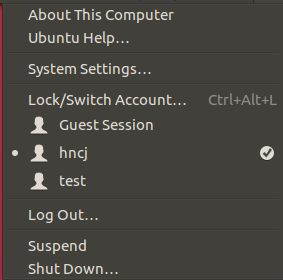 About This Computer
Ubuntu Help…
System Settings…
Lock/Switch Account… Ctrl+Alt+L
Guest Session
hncj
test
Log Out…
Suspend
Shut Down…